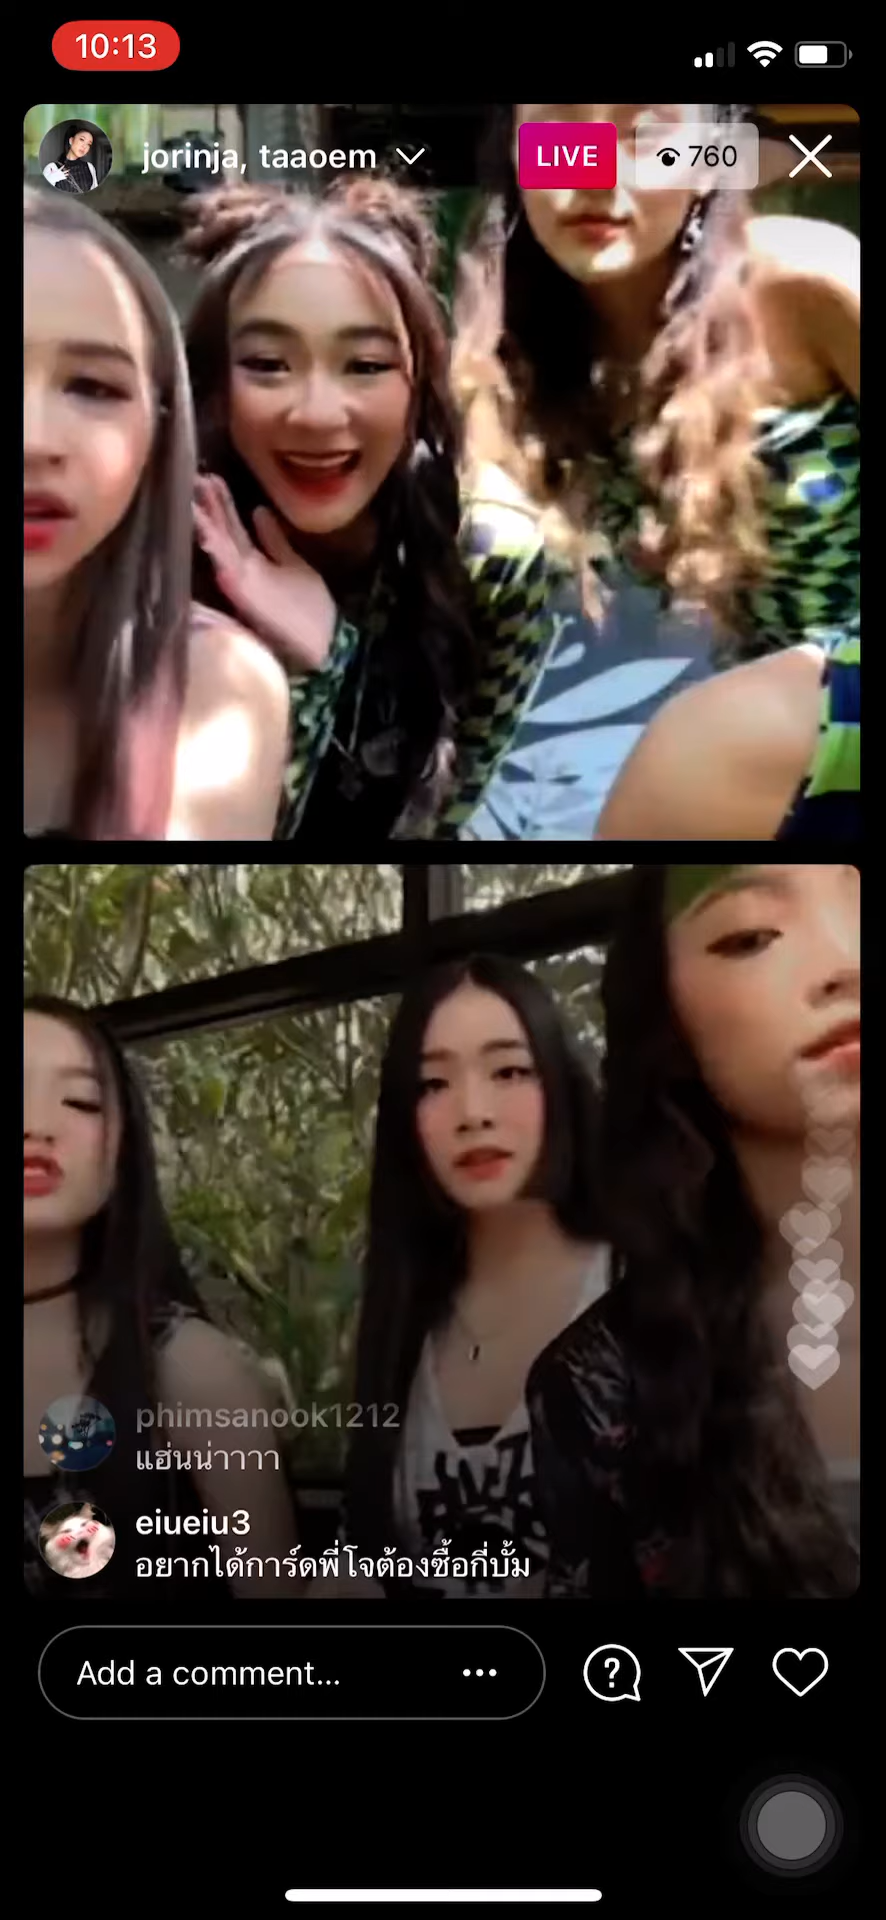 10:13
jorinja, taaoem
LIVE
760
phimsanook1212
แฮ่นน่าาาา
eiueiu3
อยากได้การ์ดพี่โจต้องซื้อกี่บั้ม
Add a comment...